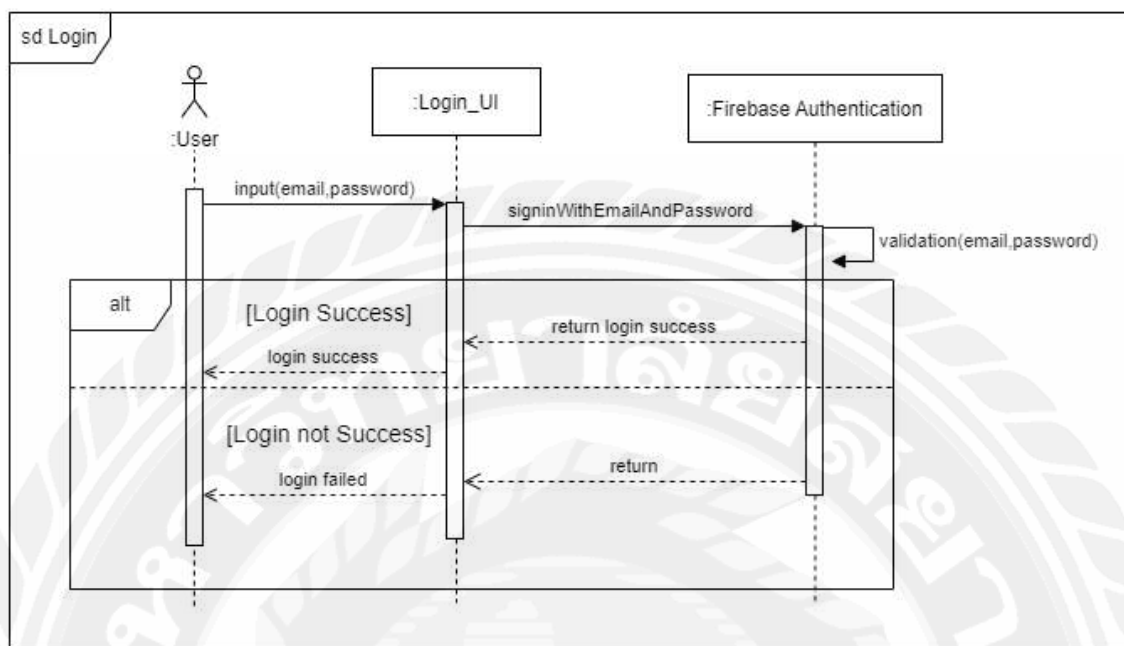 sd Login
:User
:Login_UI
:Firebase Authentication
input(email,password)
signinWithEmailAndPassword
validation(email,password)
alt
[Login Success]
return login success
login success
[Login not Success]
return
login failed